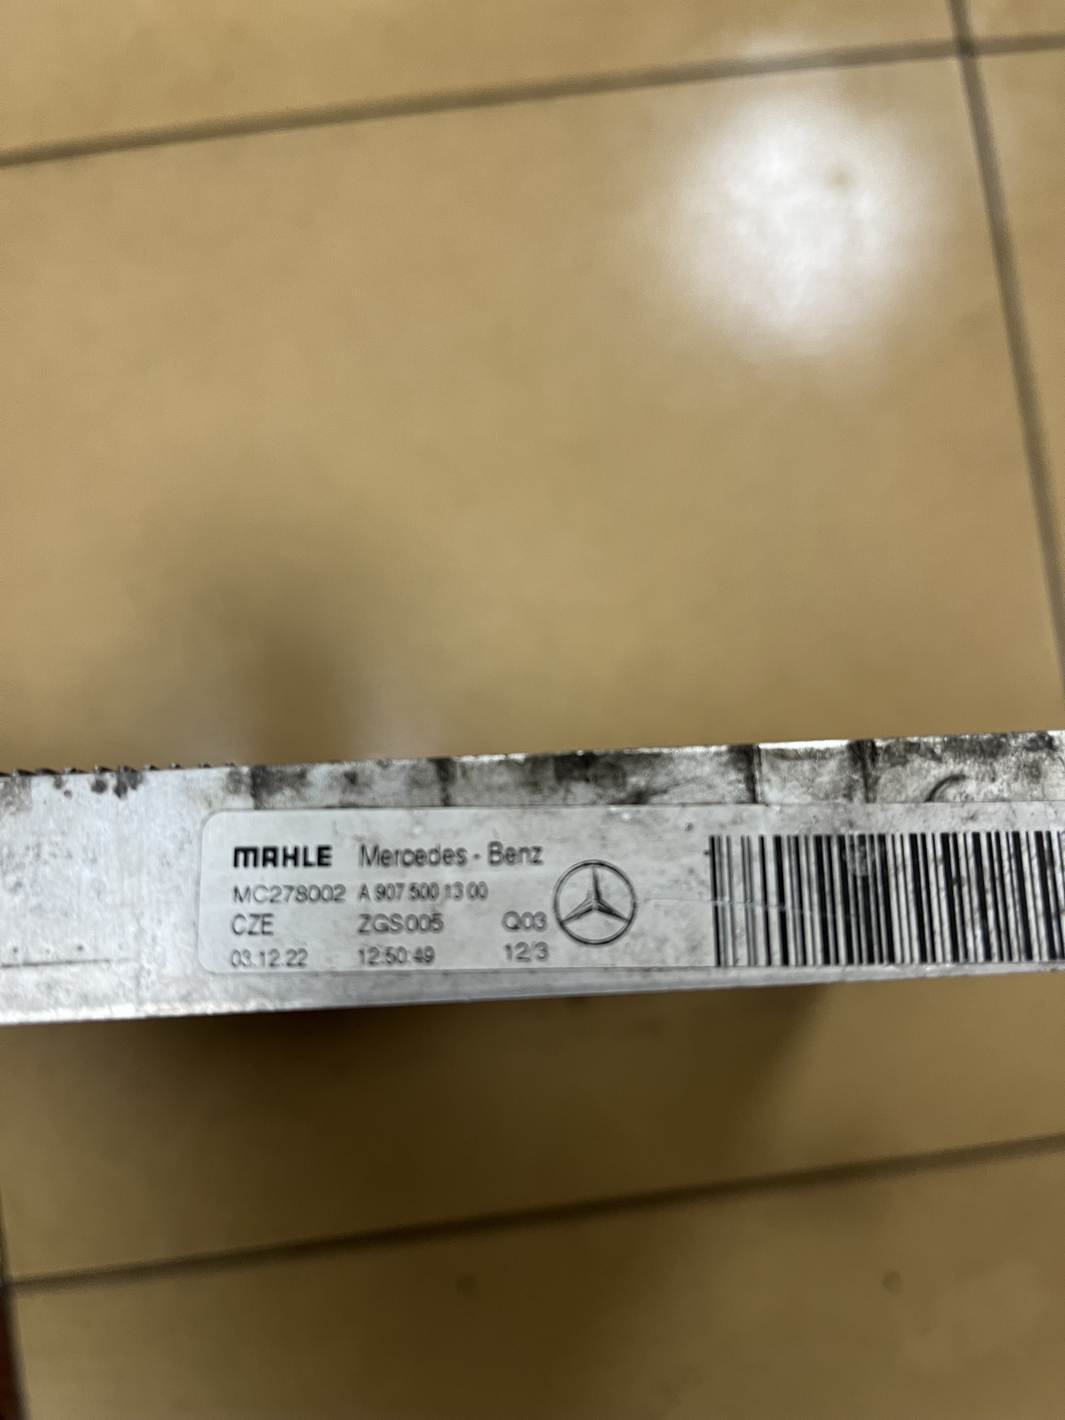 MAHLE Mercedes - Benz
MC278002 A 907 500 13 00
CZE ZGS005 Q03
03.12.22 12:50:49 12/3